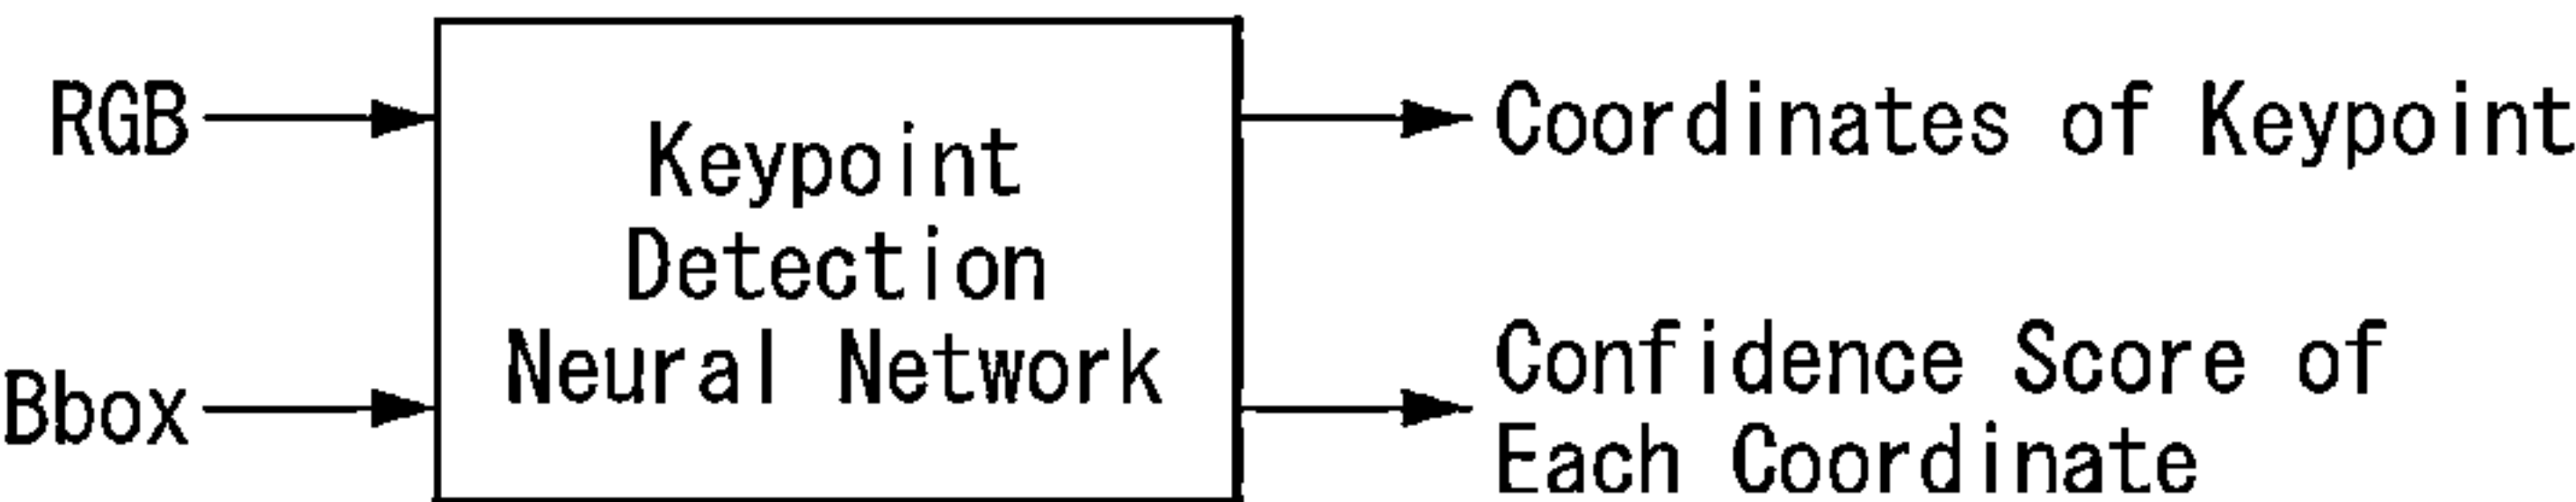 RGB
Bbox
Keypoint
Detection
Neural Network
Coordinates of Keypoint
Confidence Score of
Each Coordinate